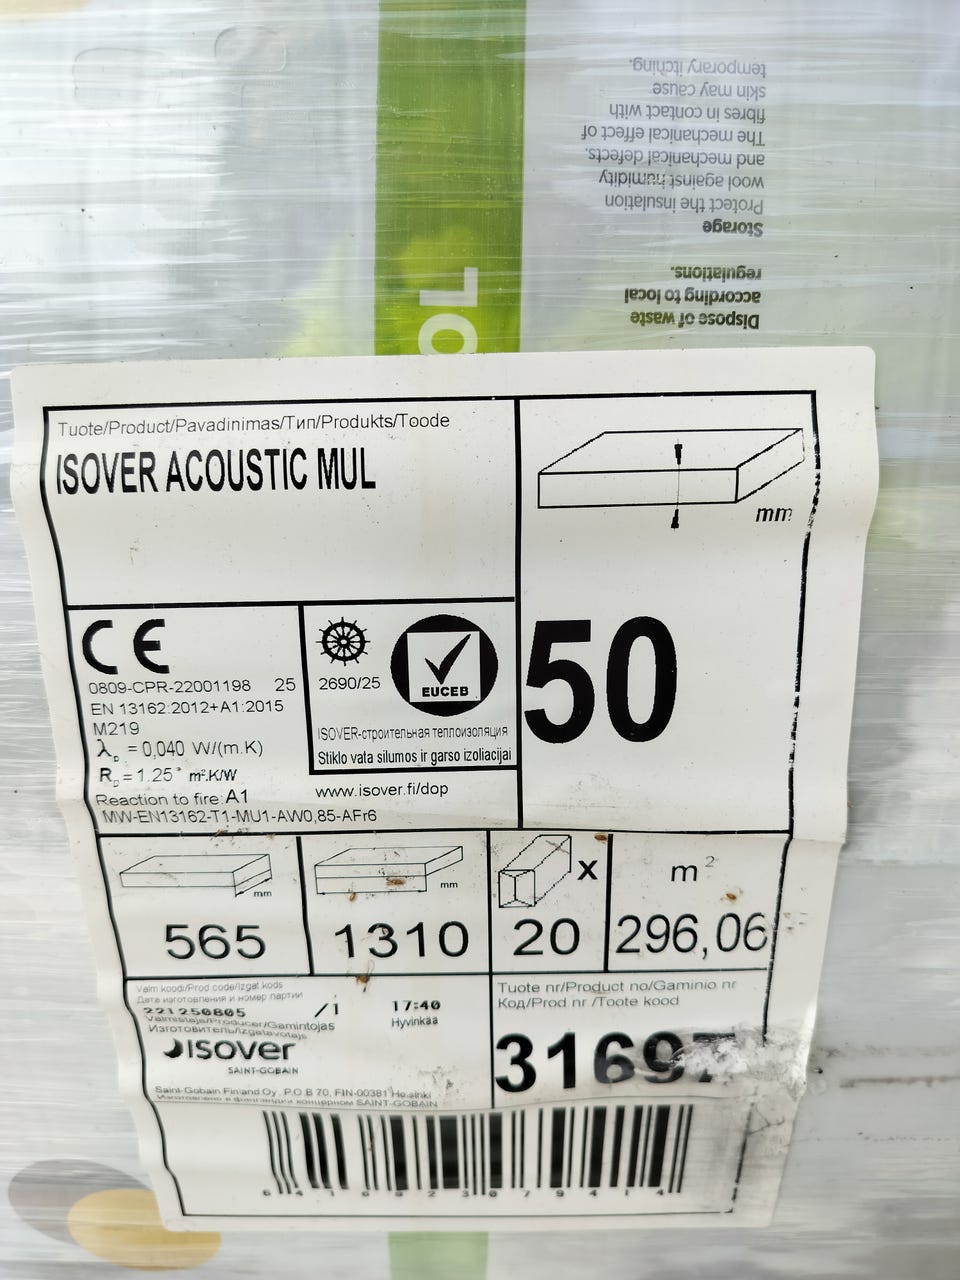 Dispose of waste
according to local
regulations.
Storage
Protect the insulation
wool against humidity
and mechanical defects.
The mechanical effect of
fibres in contact with
skin may cause
temporary itching.
Tuote/Product/Pavadinimas/Тип/Produkts/Toode
ISOVER ACOUSTIC MUL
mm
50
CE
0809-CPR-22001198 25
EN 13162:2012+A1:2015
M219
λD = 0,040 W/(m.K)
RD = 1.25 m².K/W
Reaction to fire: A1
MW-EN13162-T1-MU1-AW0,85-AFr6
2690/25
EUCEB
ISOVER-строительная теплоизоляция
Stiklo vata silumos ir garso izoliacijai
www.isover.fi/dop
mm
565
mm
1310
x
20
m²
296,06
Valm.koodi/Prod code/Izgat.kods
Дата изготовления и номер партии
221250805 /1 17:40
Hyvinkää
Valmistaja/Producer/Gamintojas
Изготовитель/Izgatavotajs
isover
SAINT-GOBAIN
Saint-Gobain Finland Oy, P.O.B 70, FIN-00381 Helsinki
Изготовлено в финляндии концерном SAINT-GOBAIN
Tuote nr/Product no/Gaminio nr
Код/Prod nr /Toote kood
31697